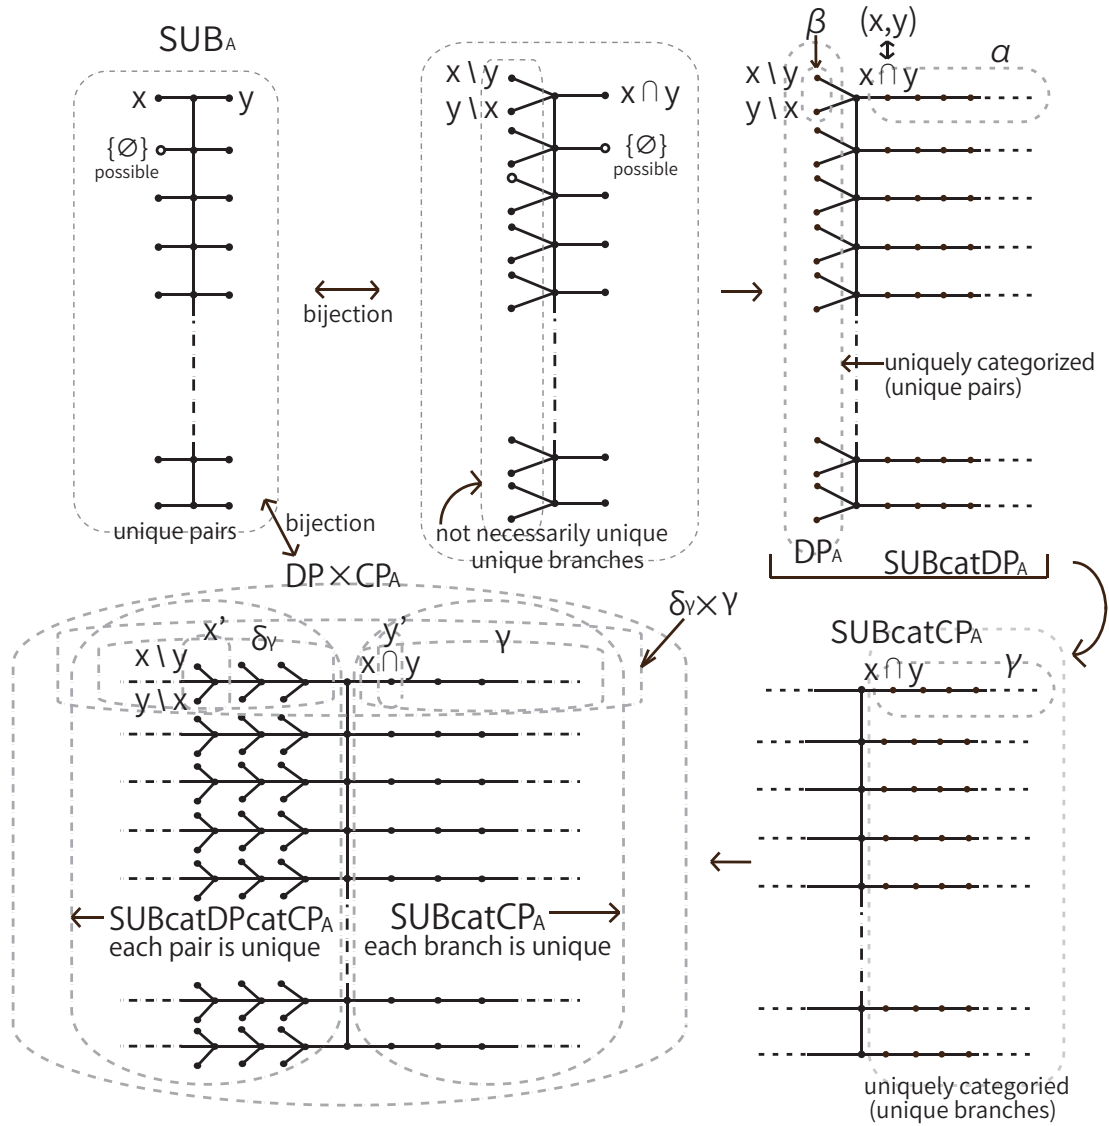 SUBA
x
y
{∅}
possible
unique pairs
bijection
x \ y
y \ x
x ∩ y
{∅}
possible
not necessarily unique
unique branches
β
(x,y)
α
x \ y
x ∩ y
y \ x
uniquely categorized
(unique pairs)
DPA
SUBcatDPA
bijection
DP×CPA
δγ×γ
x'
δγ
y'
γ
x \ y
x ∩ y
y \ x
SUBcatDPcatCPA
each pair is unique
SUBcatCPA
each branch is unique
SUBcatCPA
x ∩ y
γ
uniquely categoried
(unique branches)